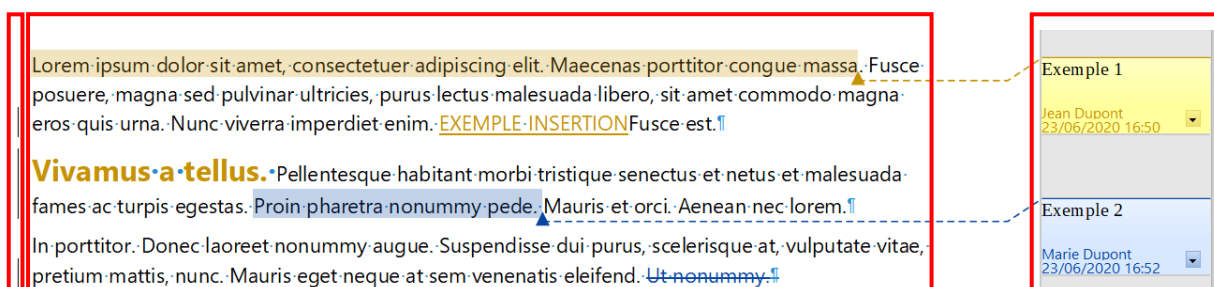 Lorem ipsum dolor sit amet, consectetuer adipiscing elit. Maecenas porttitor congue massa. Fusce
posuere, magna sed pulvinar ultricies, purus lectus malesuada libero, sit amet commodo magna
eros quis urna. Nunc viverra imperdiet enim. EXEMPLE INSERTIONFusce est.¶
Vivamus a tellus. Pellentesque habitant morbi tristique senectus et netus et malesuada
fames ac turpis egestas. Proin pharetra nonummy pede. Mauris et orci. Aenean nec lorem.¶
In porttitor. Donec laoreet nonummy augue. Suspendisse dui purus, scelerisque at, vulputate vitae,
pretium mattis, nunc. Mauris eget neque at sem venenatis eleifend. Ut nonummy.¶
Exemple 1
Jean Dupont
23/06/2020 16:50
Exemple 2
Marie Dupont
23/06/2020 16:52